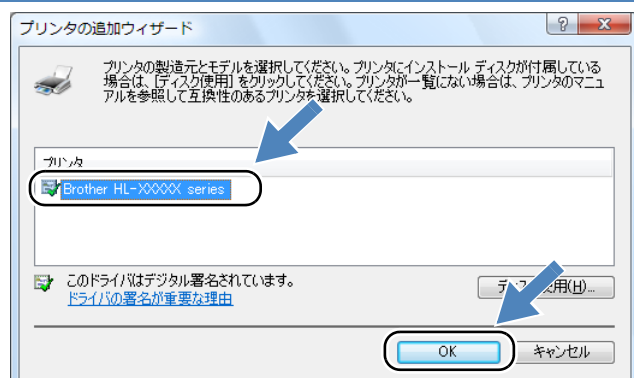 プリンタの追加ウィザード
プリンタの製造元とモデルを選択してください。プリンタにインストール ディスクが付属している
場合は、[ディスク使用] をクリックしてください。プリンタが一覧にない場合は、プリンタのマニュ
アルを参照して互換性のあるプリンタを選択してください。
プリンタ
Brother HL-XXXXX series
このドライバはデジタル署名されています。
ドライバの署名が重要な理由
使用(H)...
OK
キャンセル